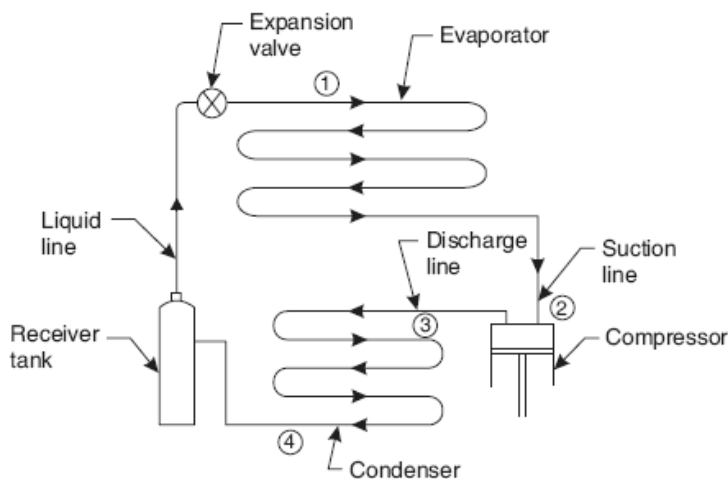 Expansion
valve
Evaporator
1
Liquid
line
Discharge
line
Suction
line
2
3
Receiver
tank
Compressor
4
Condenser